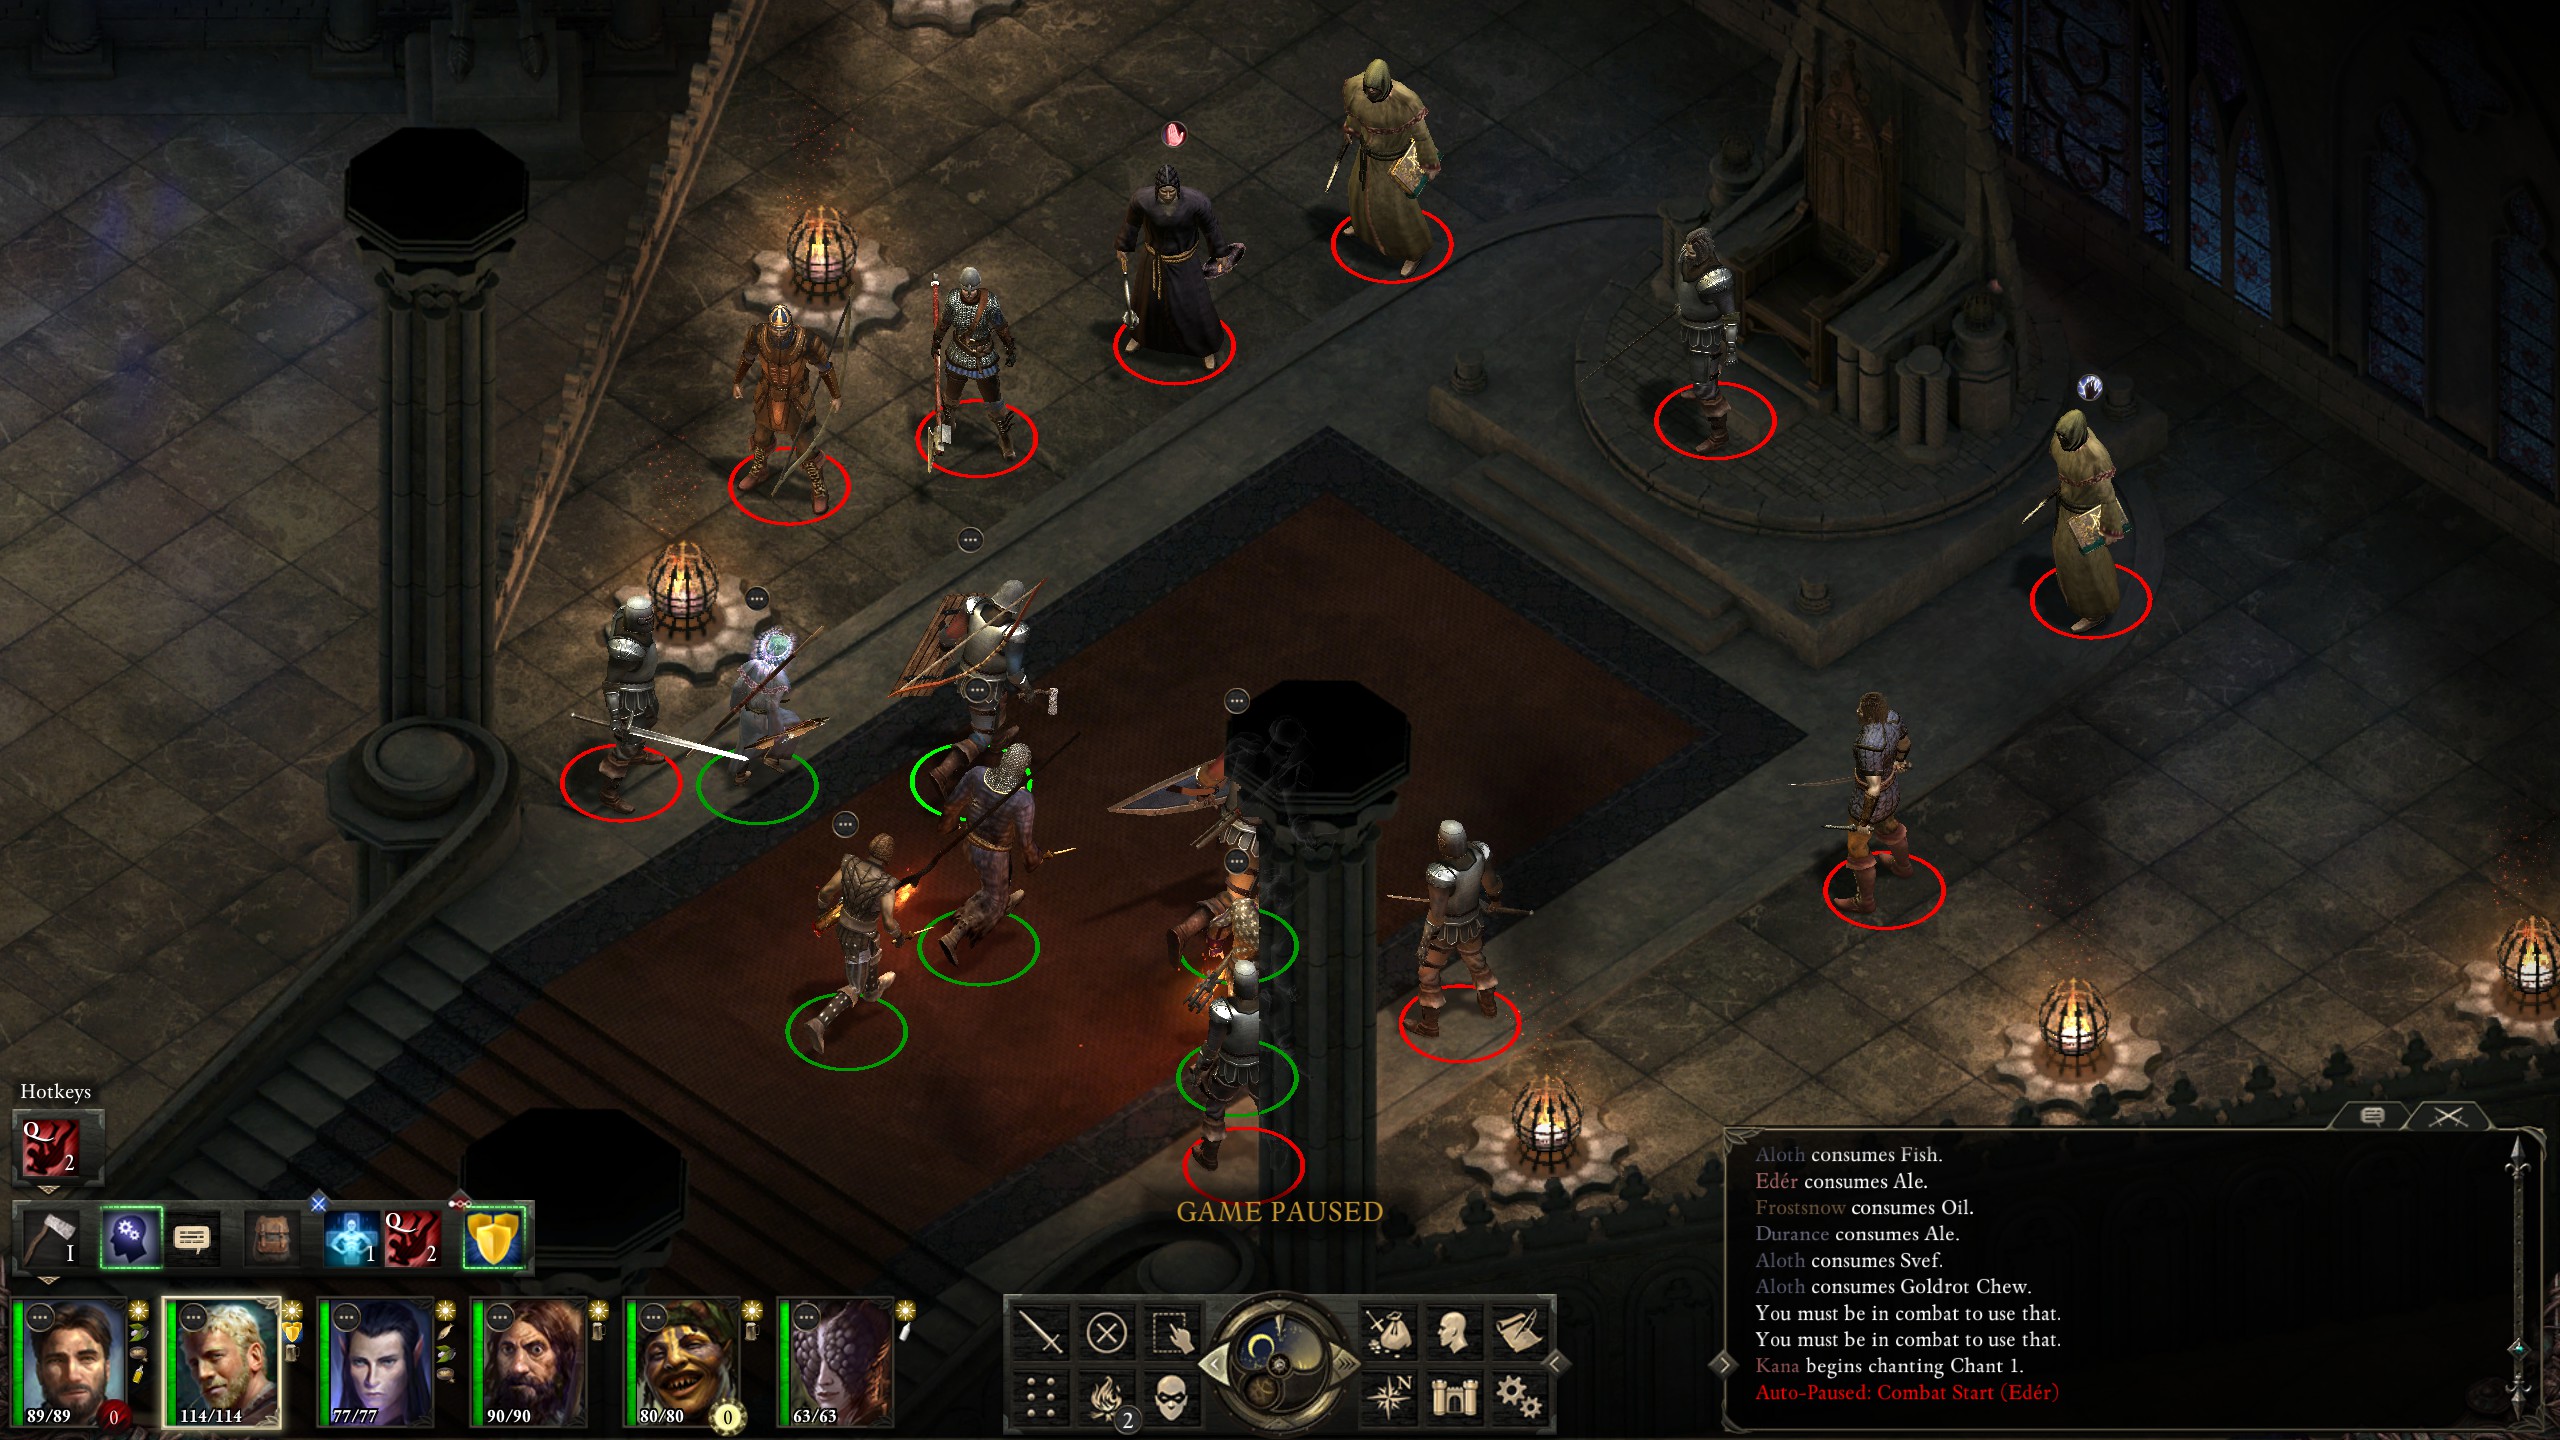 Hotkeys
Q
2
I
1
Q
2
89/89
0
114/114
77/77
90/90
80/80
0
63/63
GAME PAUSED
N
2
Aloth consumes Fish.
Edér consumes Ale.
Frostsnow consumes Oil.
Durance consumes Ale.
Aloth consumes Svef.
Aloth consumes Goldrot Chew.
You must be in combat to use that.
You must be in combat to use that.
Kana begins chanting Chant 1.
Auto-Paused: Combat Start (Edér)